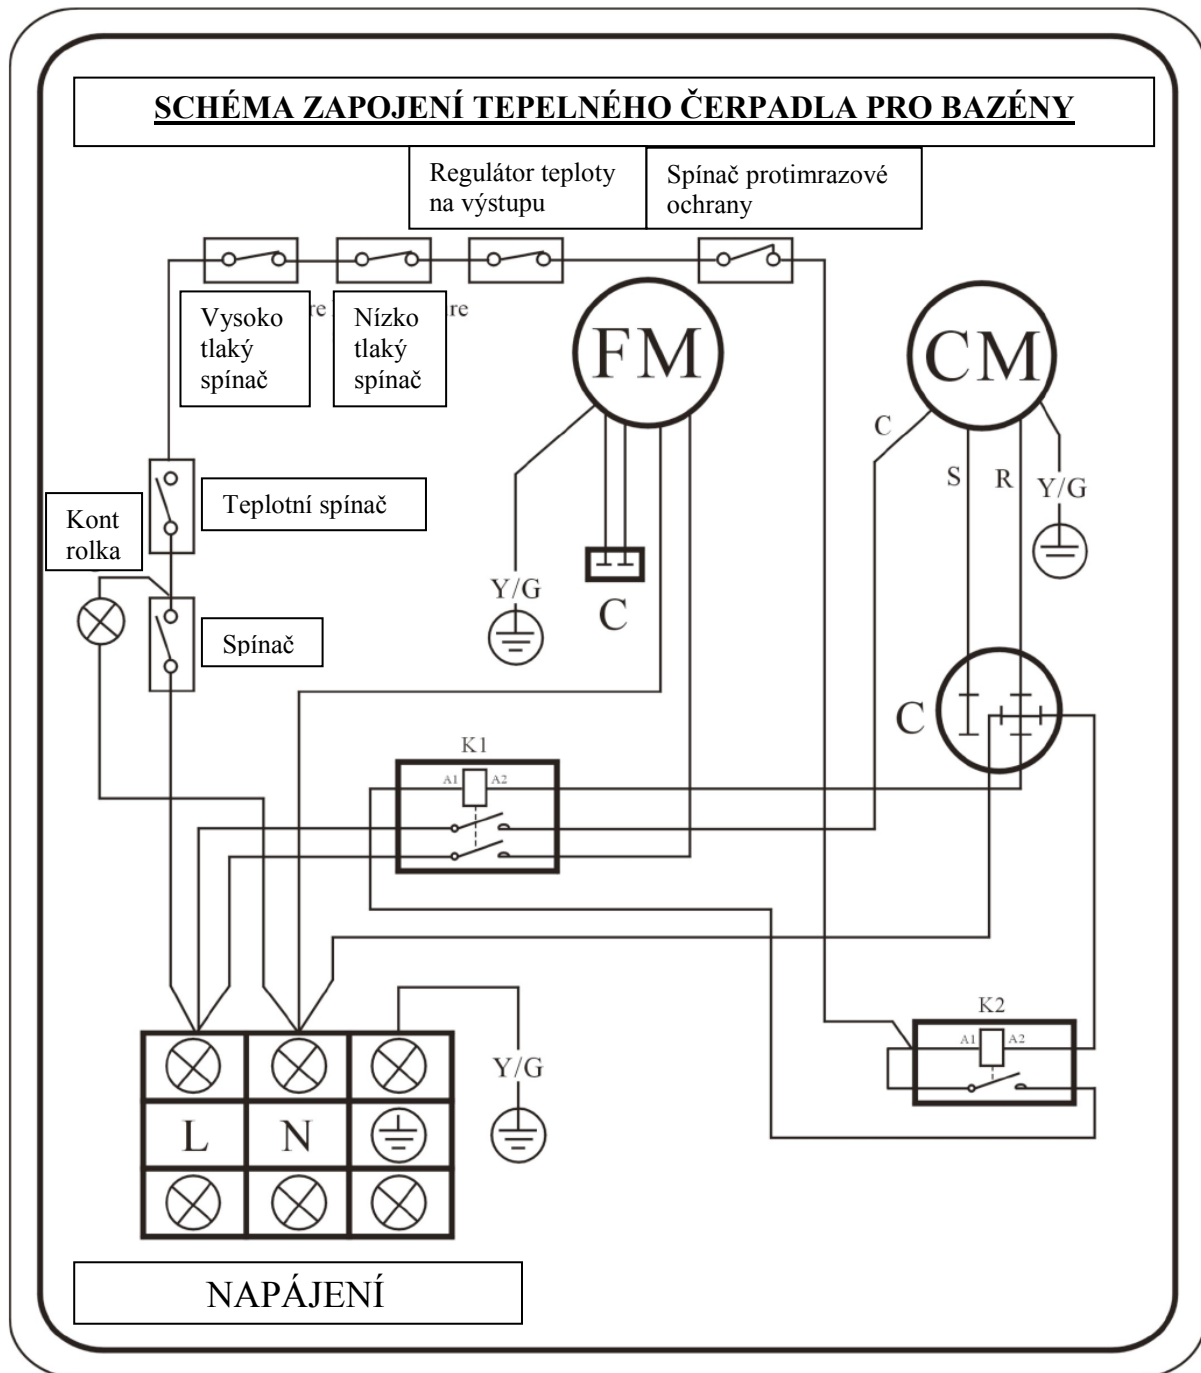 SCHÉMA ZAPOJENÍ TEPELNÉHO ČERPADLA PRO BAZÉNY
Regulátor teploty
na výstupu
Spínač protimrazové
ochrany
re
re
Vysoko
tlaký
spínač
Nízko
tlaký
spínač
FM
CM
C
S
R
Y/G
Teplotní spínač
Kont
rolka
Y/G
C
Spínač
C
K1
A1
A2
K2
A1
A2
Y/G
L
N
NAPÁJENÍ